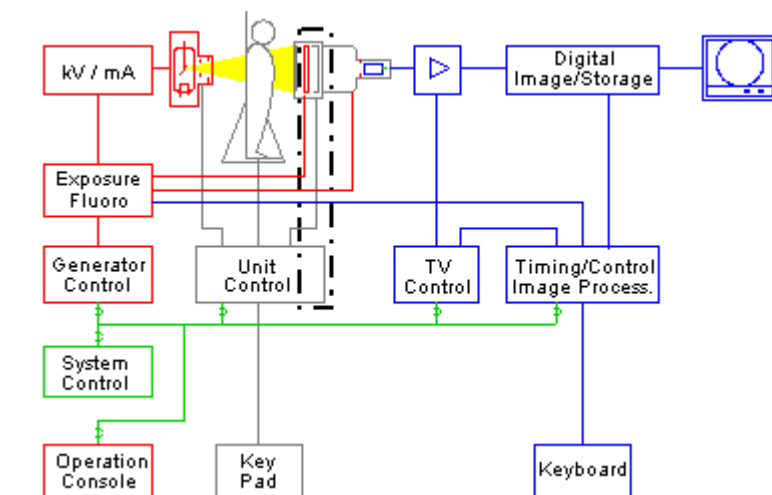 kV / mA
Digital
Image/Storage
Exposure
Fluoro
Generator
Control
Unit
Control
TV
Control
Timing/Control
Image Process.
System
Control
Operation
Console
Key
Pad
Keyboard